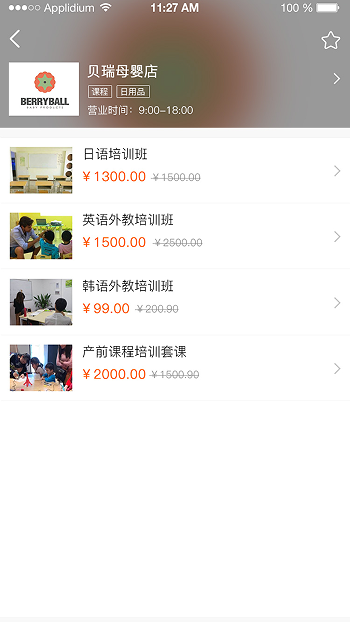 Applidium 11:27 AM 100 %
贝瑞母婴店
BERRYBALL
BABY PRODUCTS
课程 日用品
营业时间：9:00-18:00
日语培训班
￥1300.00 ￥1500.00
英语外教培训班
￥1500.00 ￥2500.00
韩语外教培训班
￥99.00 ￥200.90
产前课程培训套课
￥2000.00 ￥1500.90